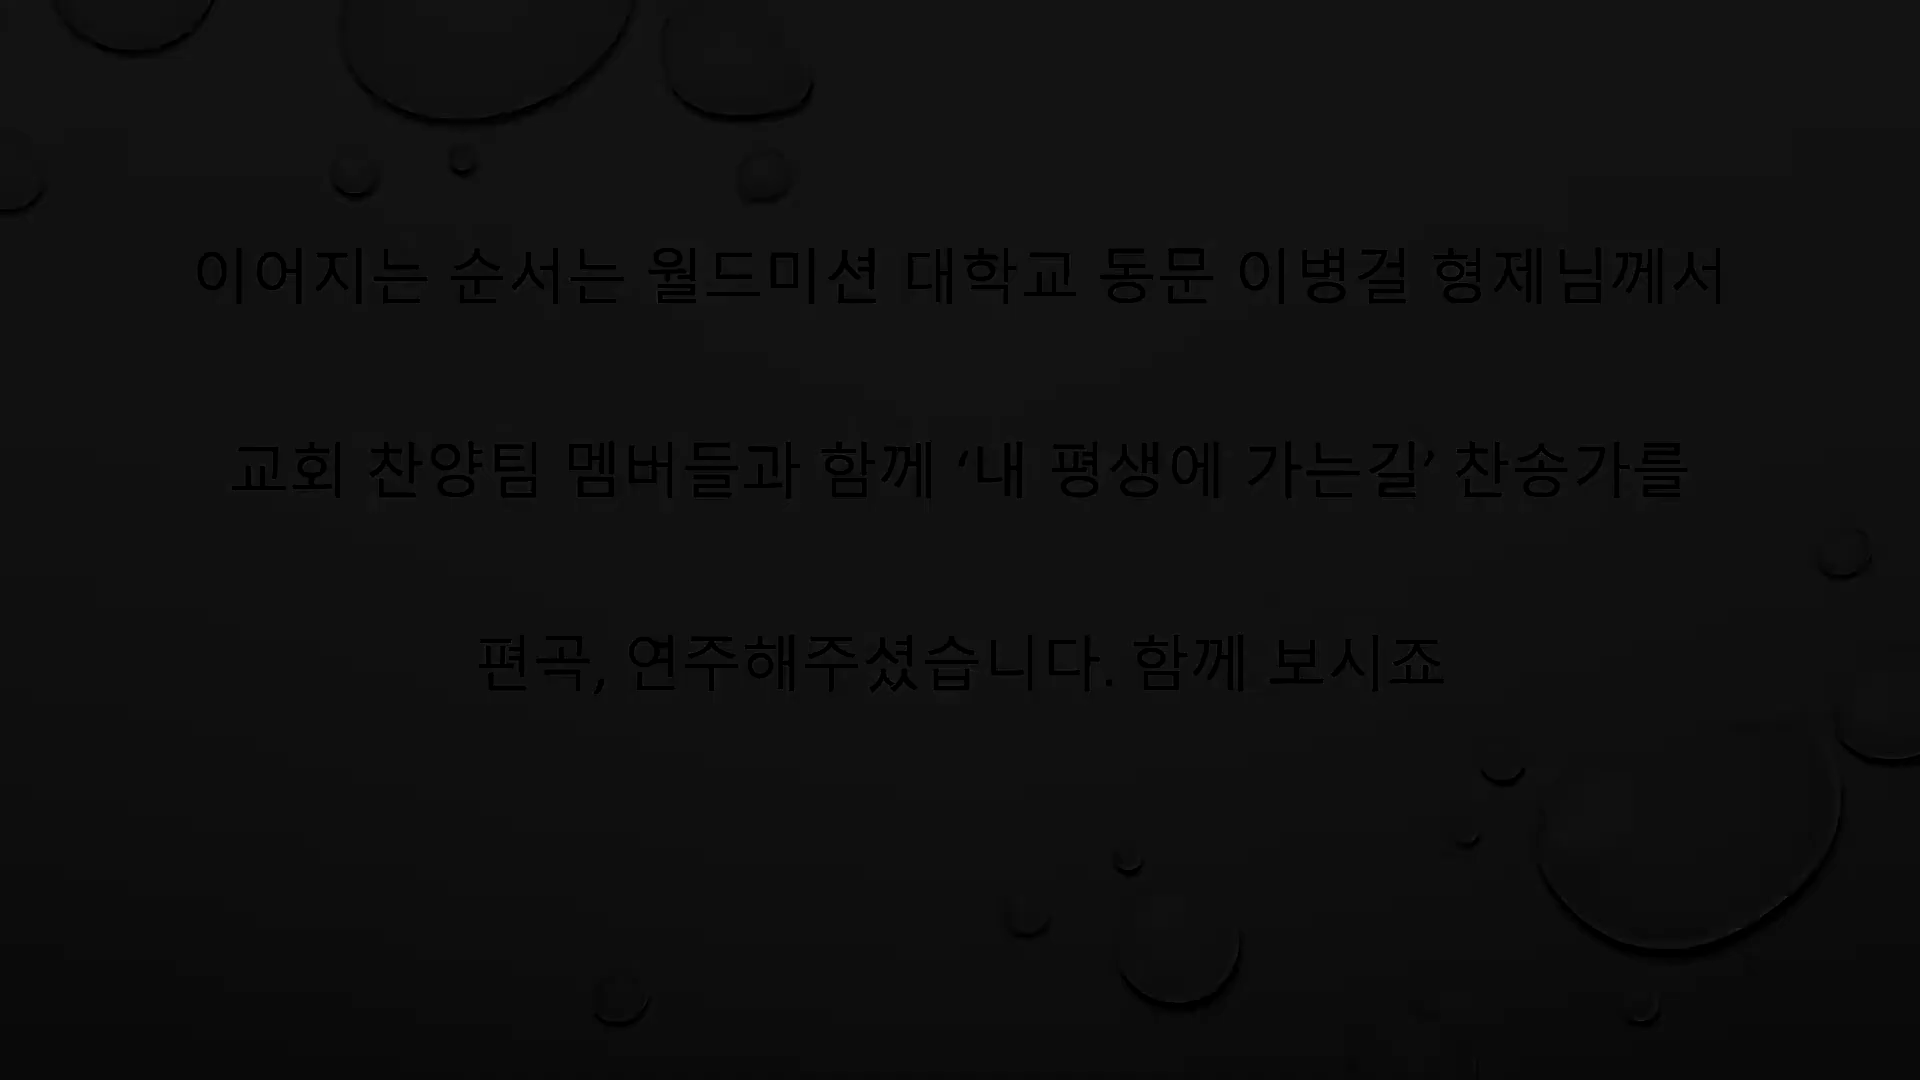 이어지는 순서는 월드미션 대학교 동문 이병걸 형제님께서
교회 찬양팀 멤버들과 함께 ‘내 평생에 가는길’ 찬송가를
편곡, 연주해주셨습니다. 함께 보시죠